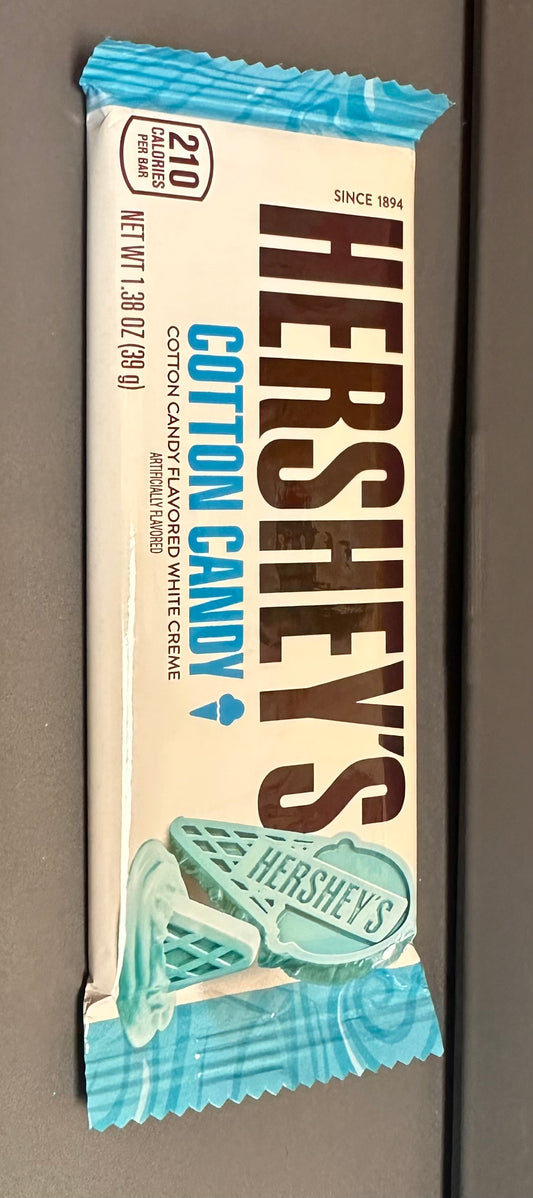 SINCE 1894
HERSHEY'S
COTTON CANDY
COTTON CANDY FLAVORED WHITE CREME
ARTIFICIALLY FLAVORED
210
CALORIES
PER BAR
NET WT 1.38 OZ (39 g)
HERSHEY'S